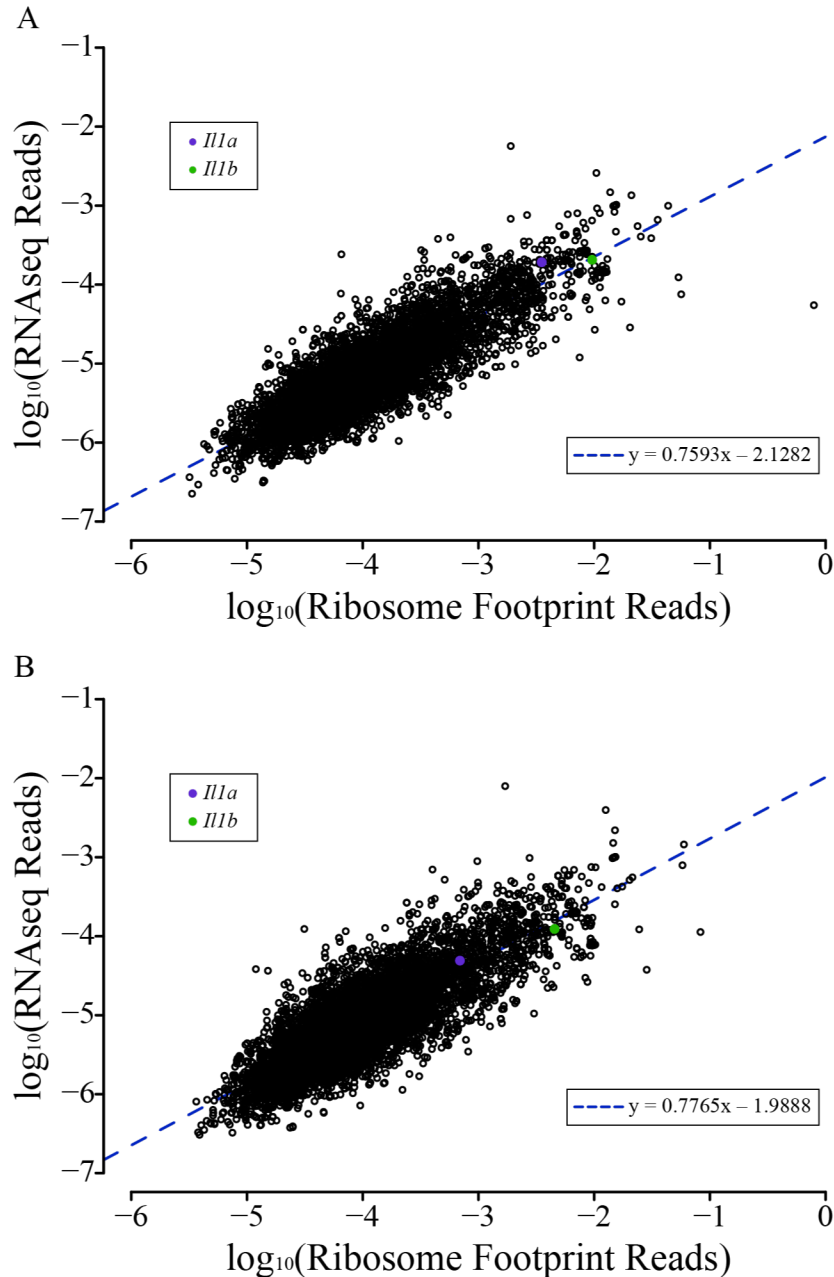 A
log₁₀(RNAseq Reads)
−1
−2
−3
−4
−5
−6
−7
Il1a
Il1b
y = 0.7593x − 2.1282
−6 −5 −4 −3 −2 −1 0
log₁₀(Ribosome Footprint Reads)
B
log₁₀(RNAseq Reads)
−1
−2
−3
−4
−5
−6
−7
Il1a
Il1b
y = 0.7765x − 1.9888
−6 −5 −4 −3 −2 −1 0
log₁₀(Ribosome Footprint Reads)